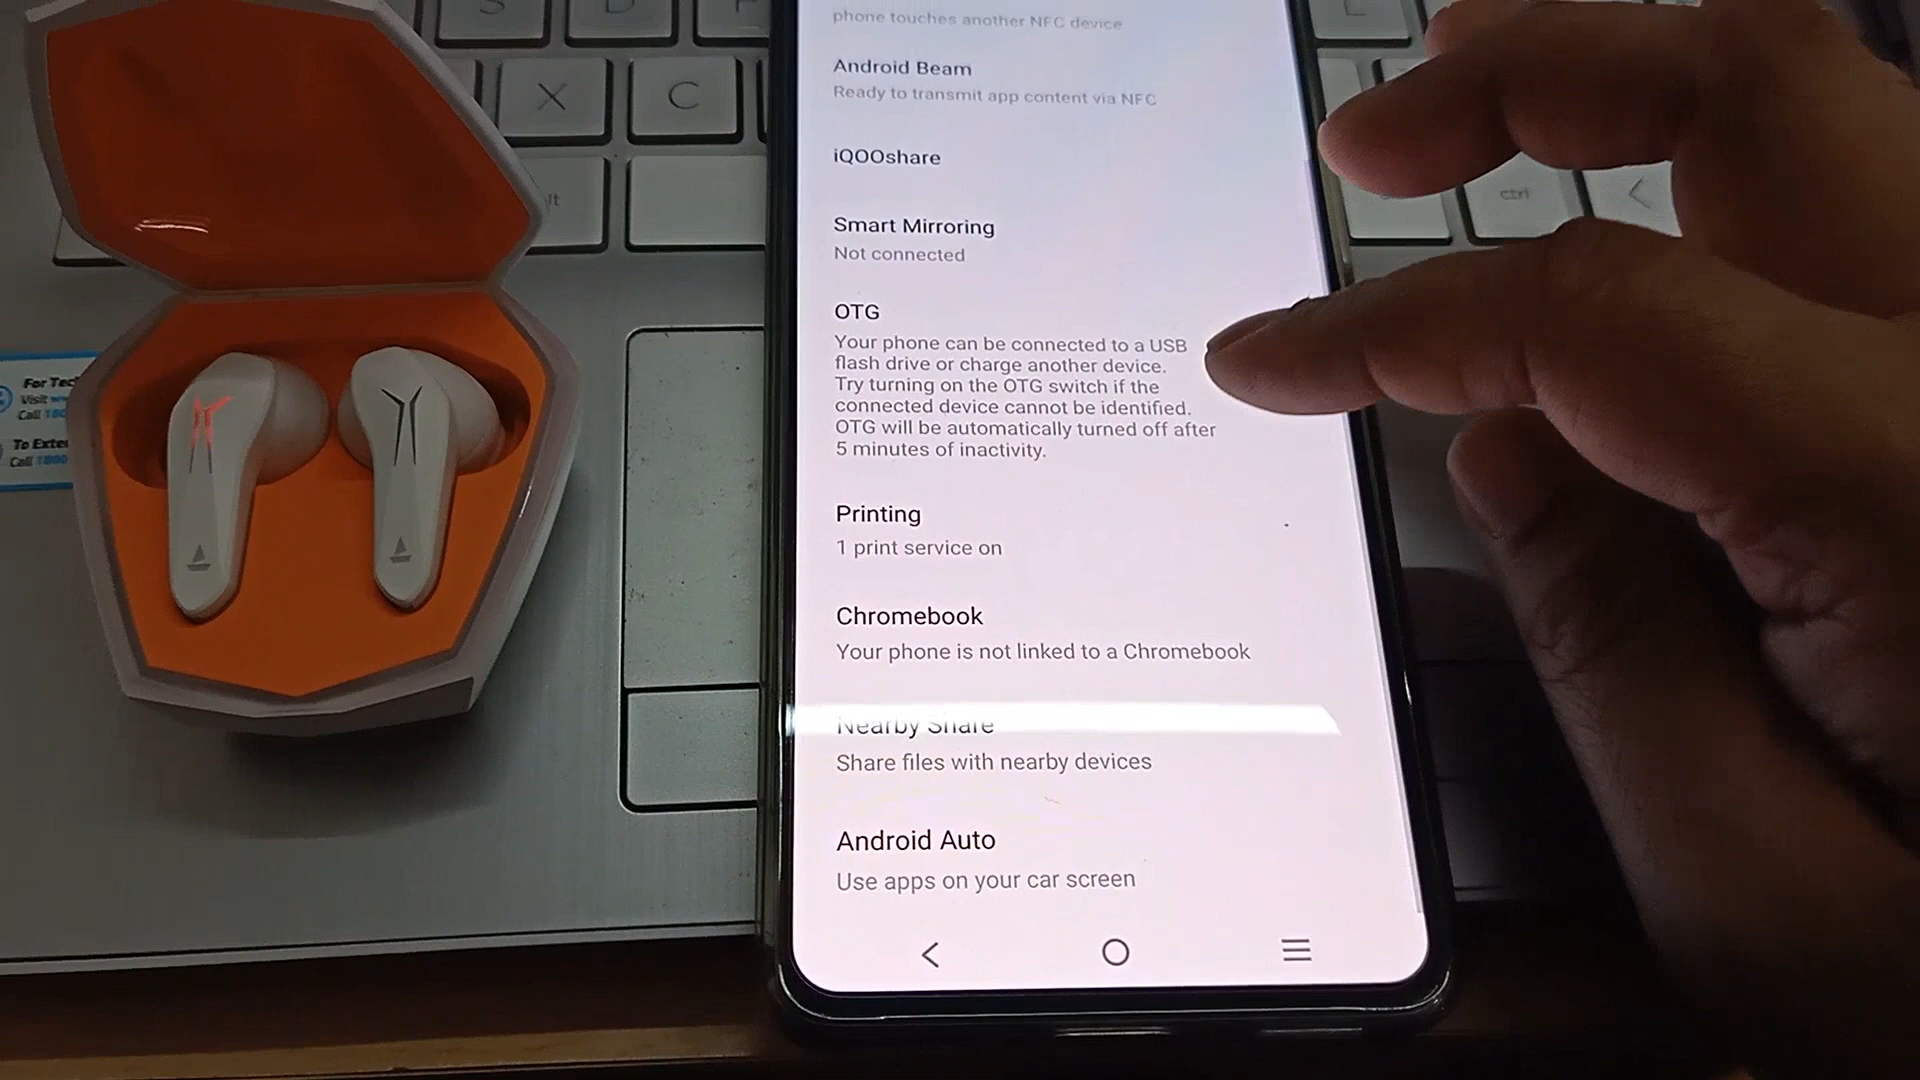 S
D
F
X
C
lt
ctrl
<
For Tec
Visit
Call 180
To Exte
Call 1800
phone touches another NFC device
Android Beam
Ready to transmit app content via NFC
iQOOshare
Smart Mirroring
Not connected
OTG
Your phone can be connected to a USB
flash drive or charge another device.
Try turning on the OTG switch if the
connected device cannot be identified.
OTG will be automatically turned off after
5 minutes of inactivity.
Printing
1 print service on
Chromebook
Your phone is not linked to a Chromebook
Nearby Share
Share files with nearby devices
Android Auto
Use apps on your car screen